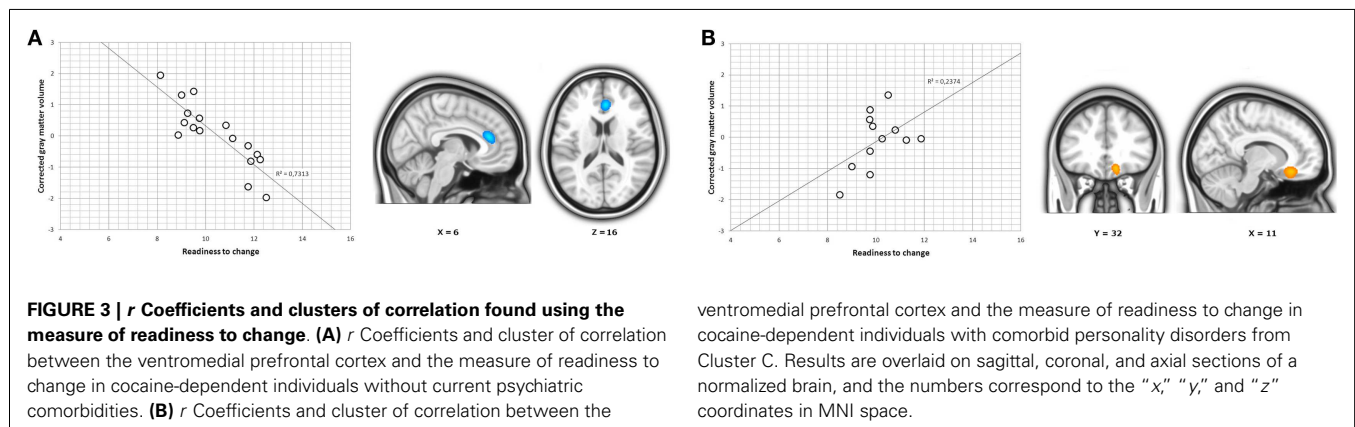 A
3
2
1
0
-1
-2
-3
Corrected gray matter volume
R² = 0,7313
4 6 8 10 12 14 16
Readiness to change
X = 6
Z = 16
B
3
2
1
0
-1
-2
-3
Corrected gray matter volume
R² = 0,2374
4 6 8 10 12 14 16
Readiness to change
Y = 32
X = 11
FIGURE 3 | r Coefficients and clusters of correlation found using the
measure of readiness to change. (A) r Coefficients and cluster of correlation
between the ventromedial prefrontal cortex and the measure of readiness to
change in cocaine-dependent individuals without current psychiatric
comorbidities. (B) r Coefficients and cluster of correlation between the
ventromedial prefrontal cortex and the measure of readiness to change in
cocaine-dependent individuals with comorbid personality disorders from
Cluster C. Results are overlaid on sagittal, coronal, and axial sections of a
normalized brain, and the numbers correspond to the “x,” “y,” and “z”
coordinates in MNI space.